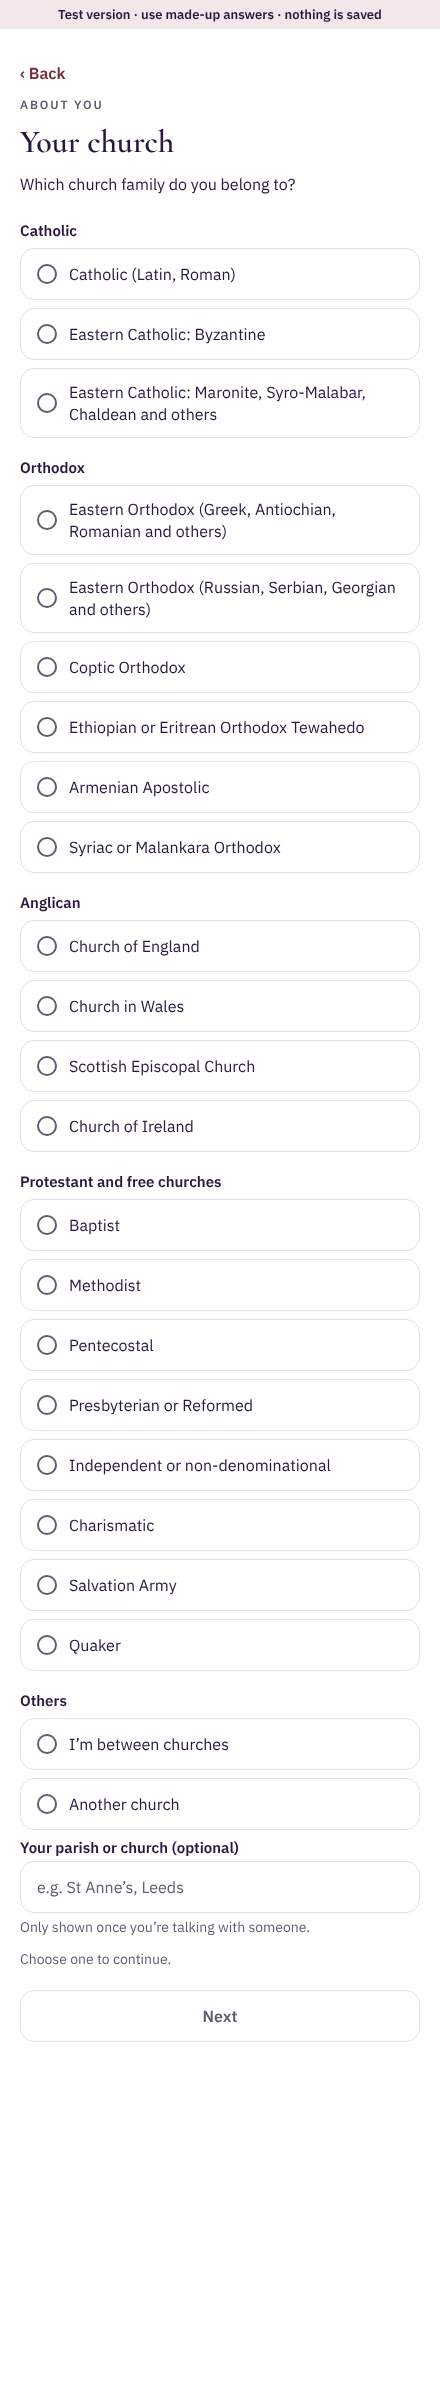 Test version · use made-up answers · nothing is saved
‹ Back
ABOUT YOU
Your church
Which church family do you belong to?
Catholic
Catholic (Latin, Roman)
Eastern Catholic: Byzantine
Eastern Catholic: Maronite, Syro-Malabar,
Chaldean and others
Orthodox
Eastern Orthodox (Greek, Antiochian,
Romanian and others)
Eastern Orthodox (Russian, Serbian, Georgian
and others)
Coptic Orthodox
Ethiopian or Eritrean Orthodox Tewahedo
Armenian Apostolic
Syriac or Malankara Orthodox
Anglican
Church of England
Church in Wales
Scottish Episcopal Church
Church of Ireland
Protestant and free churches
Baptist
Methodist
Pentecostal
Presbyterian or Reformed
Independent or non-denominational
Charismatic
Salvation Army
Quaker
Others
I’m between churches
Another church
Your parish or church (optional)
e.g. St Anne’s, Leeds
Only shown once you’re talking with someone.
Choose one to continue.
Next